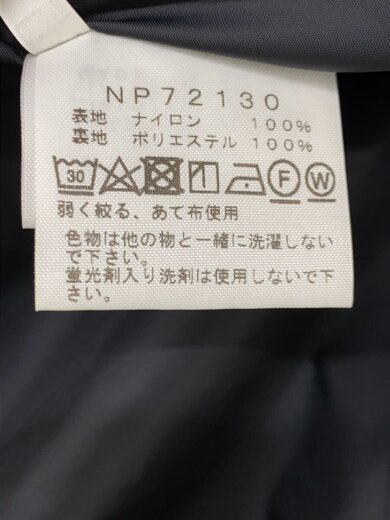 NP72130
表地 ナイロン 100%
裏地 ポリエステル 100%
30 F W
弱く絞る、あて布使用
色物は他の物と一緒に洗濯しない
で下さい。
蛍光剤入り洗剤は使用しないで下
さい。